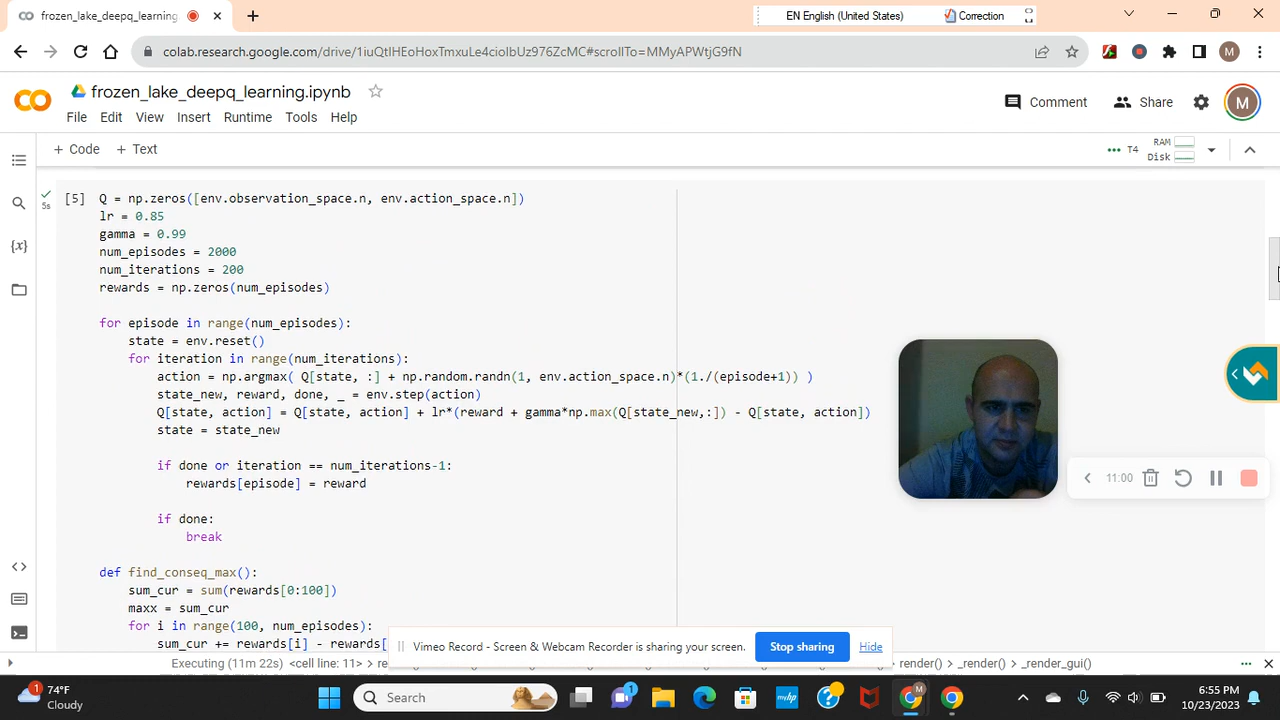 frozen_lake_deepq_learning
EN English (United States)
Correction
colab.research.google.com/drive/1iuQtIHEoHoxTmxuLe4cioIbUz976ZcMC#scrollTo=MMyAPWtjG9fN
M
frozen_lake_deepq_learning.ipynb
Comment
Share
M
File Edit View Insert Runtime Tools Help
+ Code + Text
T4
RAM
Disk
[5] Q = np.zeros([env.observation_space.n, env.action_space.n])
5s
lr = 0.85
gamma = 0.99
num_episodes = 2000
num_iterations = 200
rewards = np.zeros(num_episodes)
for episode in range(num_episodes):
state = env.reset()
for iteration in range(num_iterations):
action = np.argmax( Q[state, :] + np.random.randn(1, env.action_space.n)*(1./(episode+1)) )
state_new, reward, done, _ = env.step(action)
Q[state, action] = Q[state, action] + lr*(reward + gamma*np.max(Q[state_new,:]) - Q[state, action])
state = state_new
if done or iteration == num_iterations-1:
rewards[episode] = reward
if done:
break
def find_conseq_max():
sum_cur = sum(rewards[0:100])
maxx = sum_cur
for i in range(100, num_episodes):
sum_cur += rewards[i] - rewards[
11:00
Vimeo Record - Screen & Webcam Recorder is sharing your screen.
Stop sharing
Hide
Executing (11m 22s) <cell line: 11> render() _render() _render_gui()
1
74°F
Cloudy
Search
1
hp
M
6:55 PM
10/23/2023